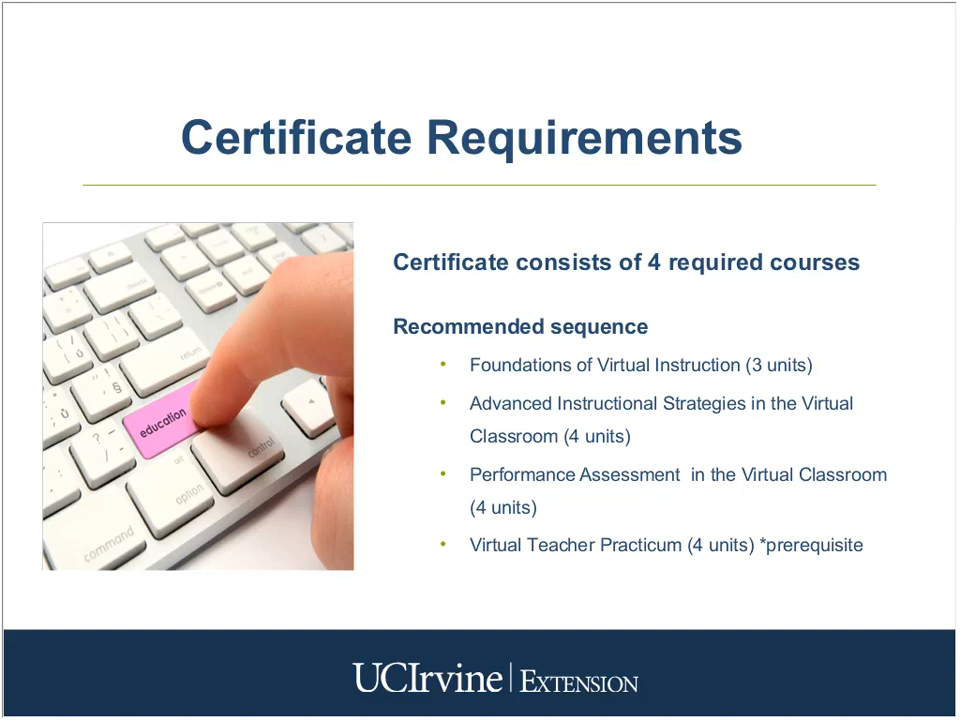 Certificate Requirements
Certificate consists of 4 required courses
Recommended sequence
• Foundations of Virtual Instruction (3 units)
• Advanced Instructional Strategies in the Virtual
Classroom (4 units)
• Performance Assessment in the Virtual Classroom
(4 units)
• Virtual Teacher Practicum (4 units) *prerequisite
delete
return
education
alt
control
option
command
UCIrvine | EXTENSION